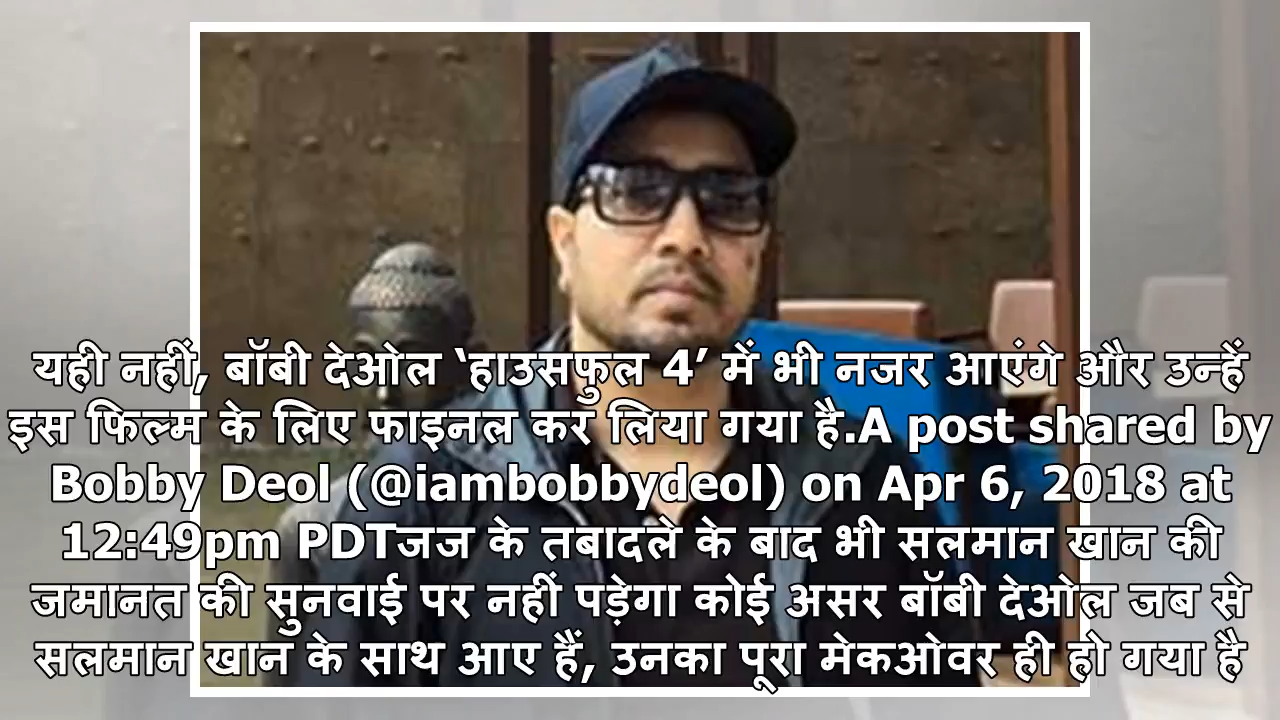 यही नहीं, बॉबी देओल ‘हाउसफुल 4’ में भी नजर आएंगे और उन्हें
इस फिल्म के लिए फाइनल कर लिया गया है.A post shared by
Bobby Deol (@iambobbydeol) on Apr 6, 2018 at
12:49pm PDTजज के तबादले के बाद भी सलमान खान की
जमानत की सुनवाई पर नहीं पड़ेगा कोई असर बॉबी देओल जब से
सलमान खान के साथ आए हैं, उनका पूरा मेकओवर ही हो गया है